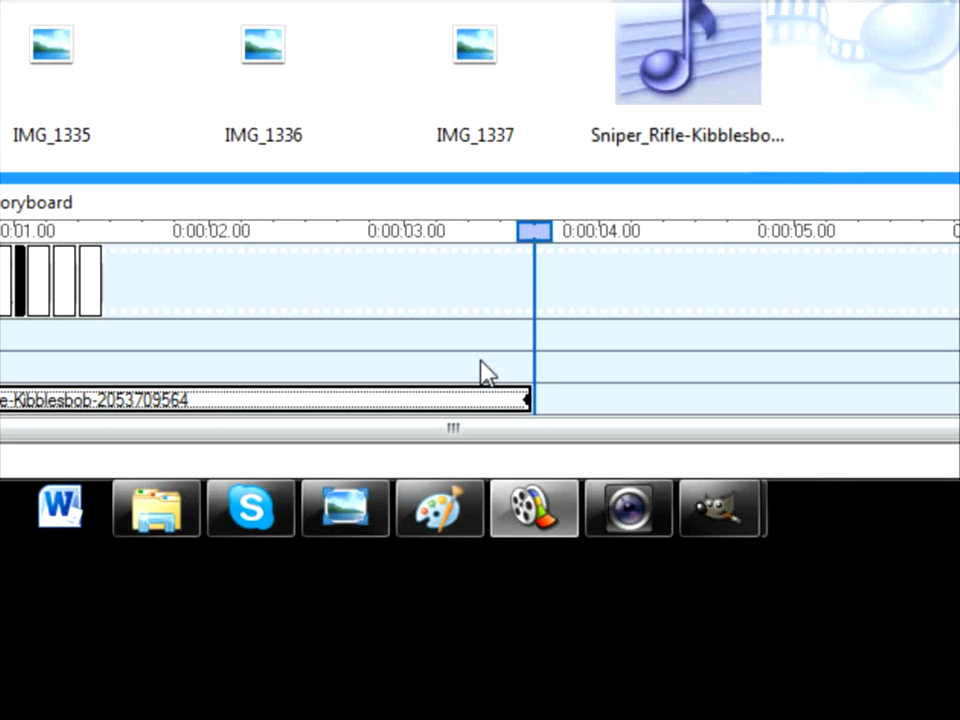 IMG_1335 IMG_1336 IMG_1337 Sniper_Rifle-Kibblesbo...
oryboard
0:01.00 0:00:02.00 0:00:03.00 0:00:04.00 0:00:05.00
e-Kibblesbob-2053709564
W
S